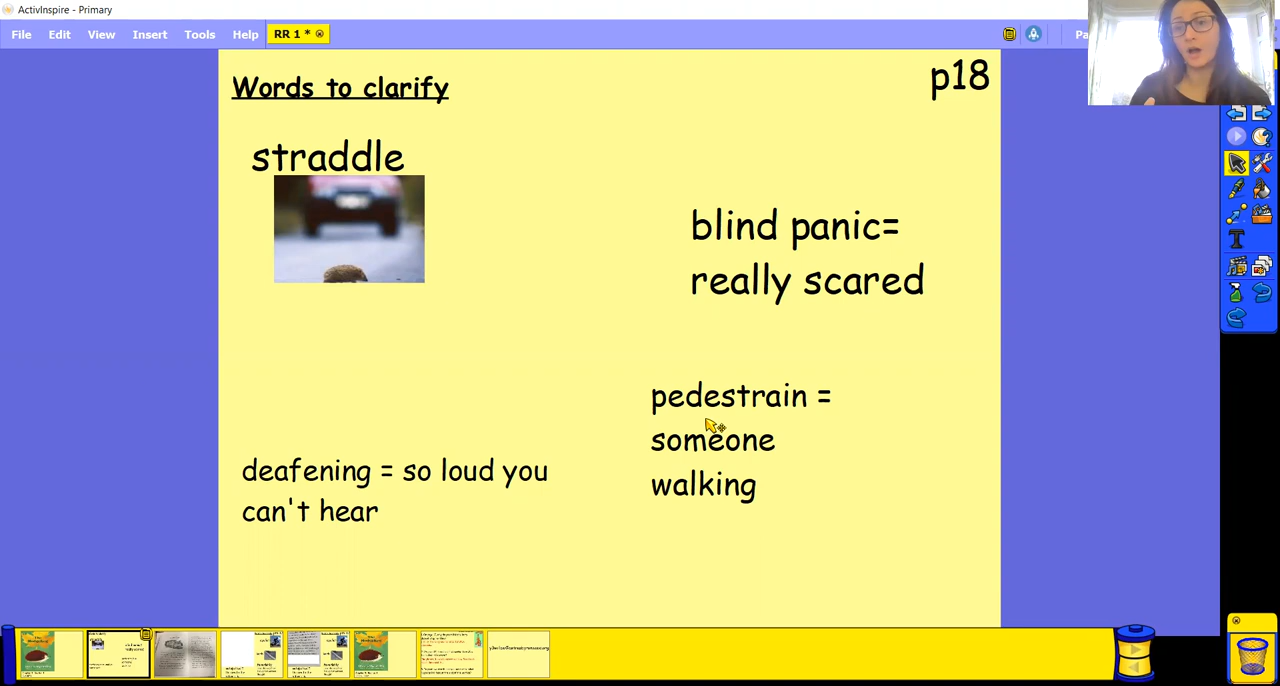 ActivInspire - Primary
File Edit View Insert Tools Help RR 1 *
Words to clarify
p18
straddle
blind panic=
really scared
pedestrain =
someone
walking
deafening = so loud you
can't hear